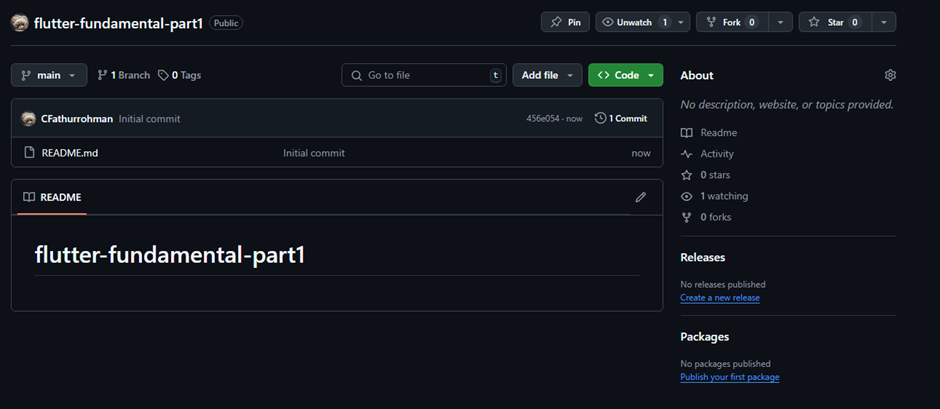 flutter-fundamental-part1 Public
Pin Unwatch 1 Fork 0 Star 0
main 1 Branch 0 Tags Go to file t Add file Code
CFathurrohman Initial commit 456e054 · now 1 Commit
README.md Initial commit now
README
flutter-fundamental-part1
About
No description, website, or topics provided.
Readme
Activity
0 stars
1 watching
0 forks
Releases
No releases published
Create a new release
Packages
No packages published
Publish your first package